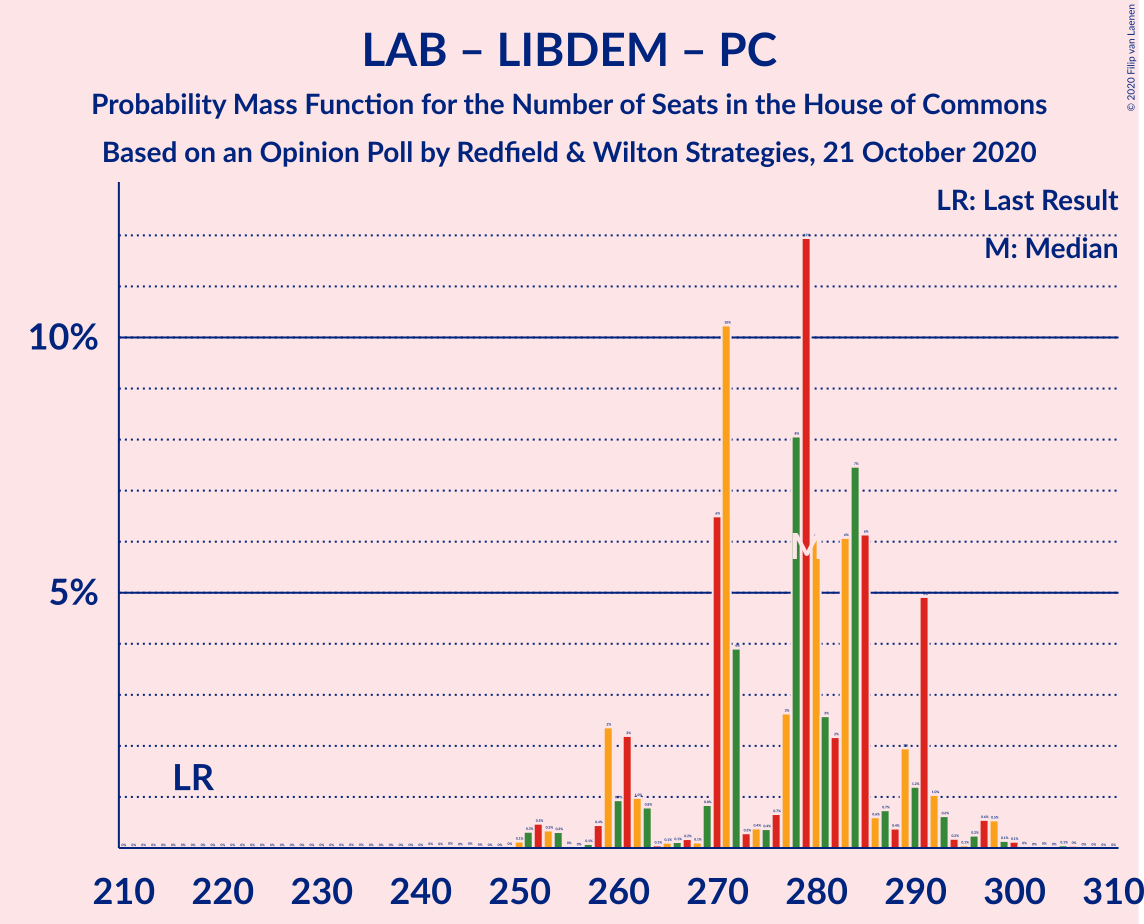 LAB – LIBDEM – PC
Probability Mass Function for the Number of Seats in the House of Commons
Based on an Opinion Poll by Redfield & Wilton Strategies, 21 October 2020
© 2020 Filip van Laenen
LR: Last Result
M: Median
10%
5%
M
LR
210 220 230 240 250 260 270 280 290 300 310